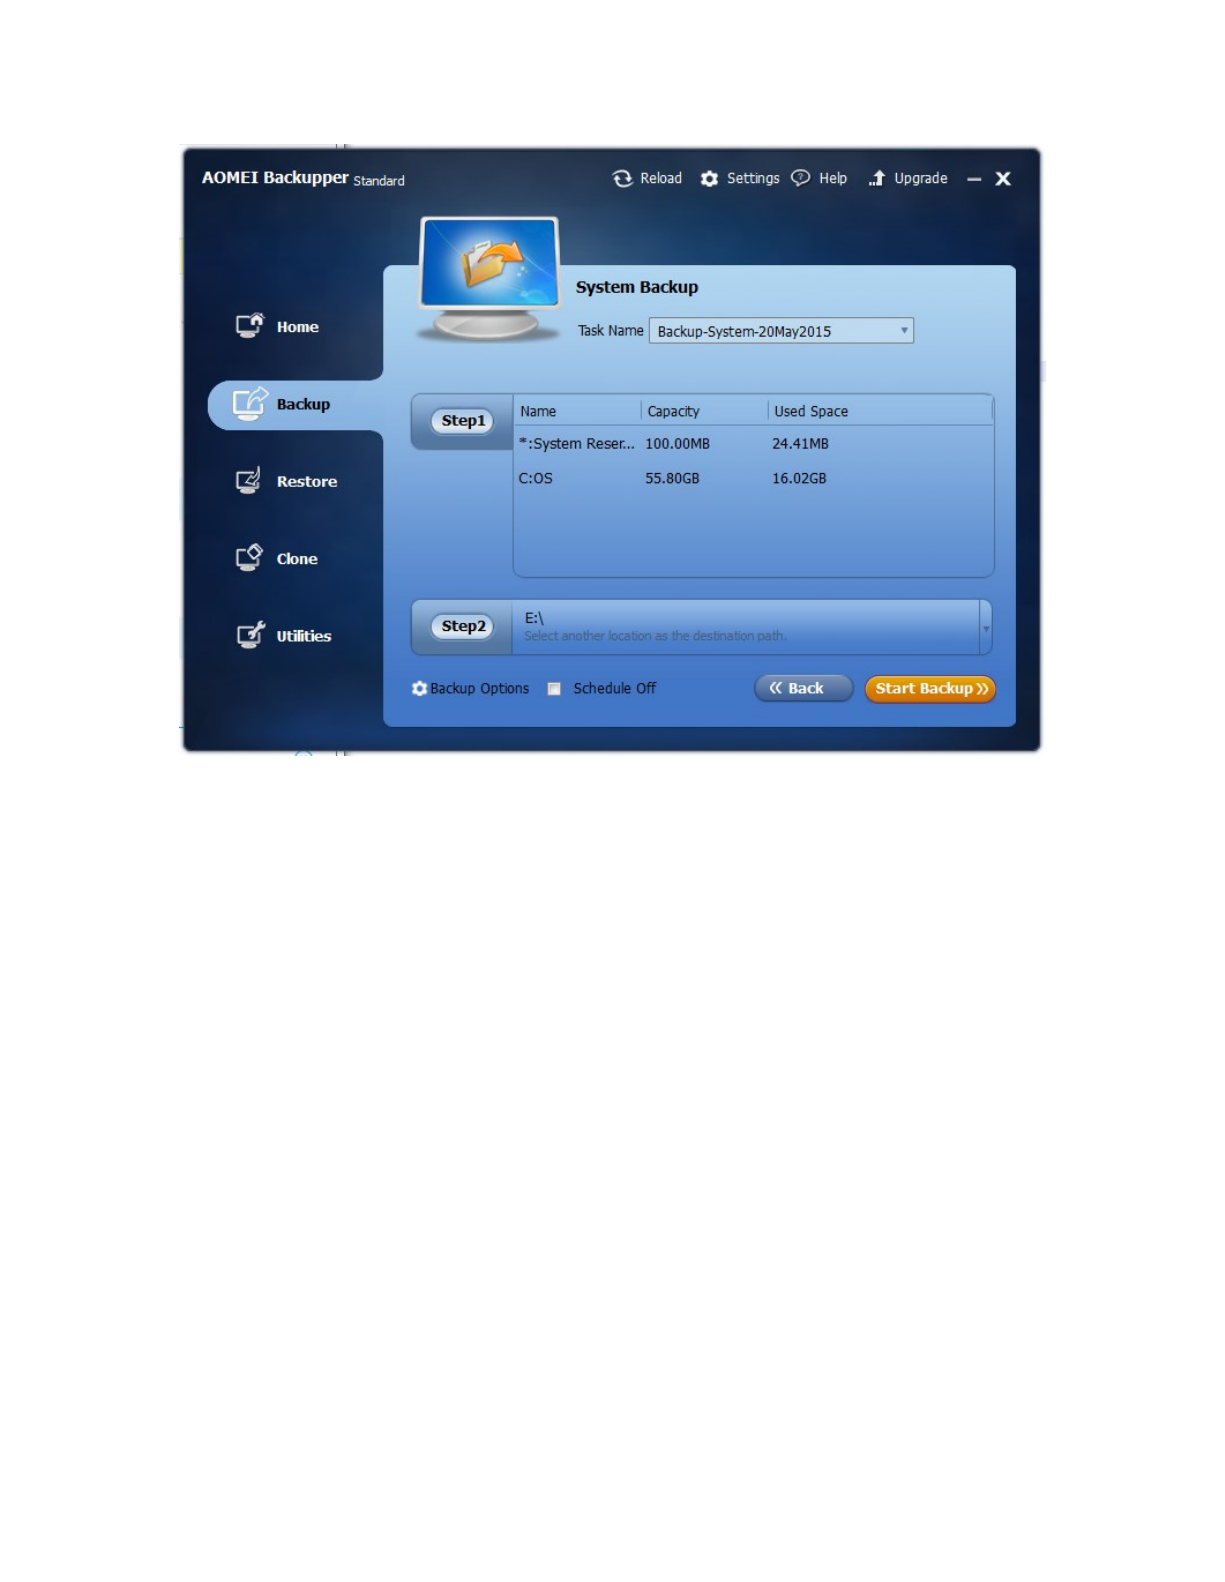 AOMEI Backupper Standard
Reload Settings Help Upgrade
System Backup
Task Name Backup-System-20May2015
Home
Backup
Restore
Clone
Utilities
Step1
Name Capacity Used Space
*:System Reser... 100.00MB 24.41MB
C:OS 55.80GB 16.02GB
Step2
E:\
Select another location as the destination path.
Backup Options Schedule Off Back Start Backup